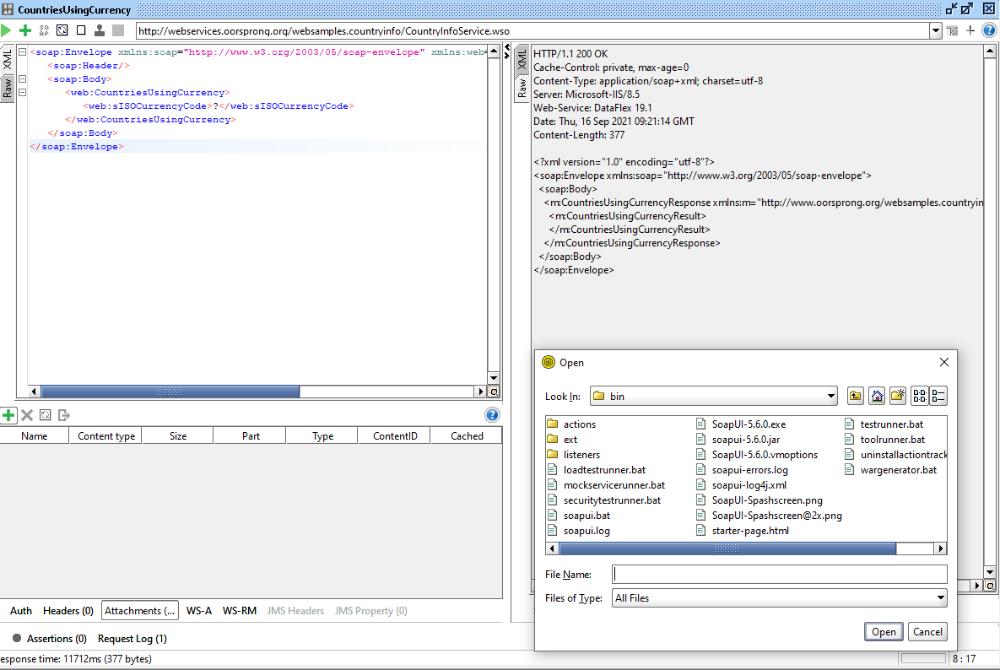 SO AP CountriesUsingCurrency
http://webservices.oorsprong.org/websamples.countryinfo/CountryInfoService.wso
XML
Raw
<soap:Envelope xmlns:soap="http://www.w3.org/2003/05/soap-envelope" xmlns:web=
<soap:Header/>
<soap:Body>
<web:CountriesUsingCurrency>
<web:sISOCurrencyCode>?</web:sISOCurrencyCode>
</web:CountriesUsingCurrency>
</soap:Body>
</soap:Envelope>
XML
Raw
HTTP/1.1 200 OK
Cache-Control: private, max-age=0
Content-Type: application/soap+xml; charset=utf-8
Server: Microsoft-IIS/8.5
Web-Service: DataFlex 19.1
Date: Thu, 16 Sep 2021 09:21:14 GMT
Content-Length: 377
<?xml version="1.0" encoding="utf-8"?>
<soap:Envelope xmlns:soap="http://www.w3.org/2003/05/soap-envelope">
<soap:Body>
<m:CountriesUsingCurrencyResponse xmlns:m="http://www.oorsprong.org/websamples.countryin
<m:CountriesUsingCurrencyResult>
</m:CountriesUsingCurrencyResult>
</m:CountriesUsingCurrencyResponse>
</soap:Body>
</soap:Envelope>
Name Content type Size Part Type ContentID Cached
Auth Headers (0) Attachments (... WS-A WS-RM JMS Headers JMS Property (0)
Assertions (0) Request Log (1)
esponse time: 11712ms (377 bytes)
8 : 17
Open
Look In: bin
actions
ext
listeners
loadtestrunner.bat
mockservicerunner.bat
securitytestrunner.bat
soapui.bat
soapui.log
SoapUI-5.6.0.exe
soapui-5.6.0.jar
SoapUI-5.6.0.vmoptions
soapui-errors.log
soapui-log4j.xml
SoapUI-Spashscreen.png
SoapUI-Spashscreen@2x.png
starter-page.html
testrunner.bat
toolrunner.bat
uninstallactiontrack
wargenerator.bat
File Name:
Files of Type: All Files
Open Cancel